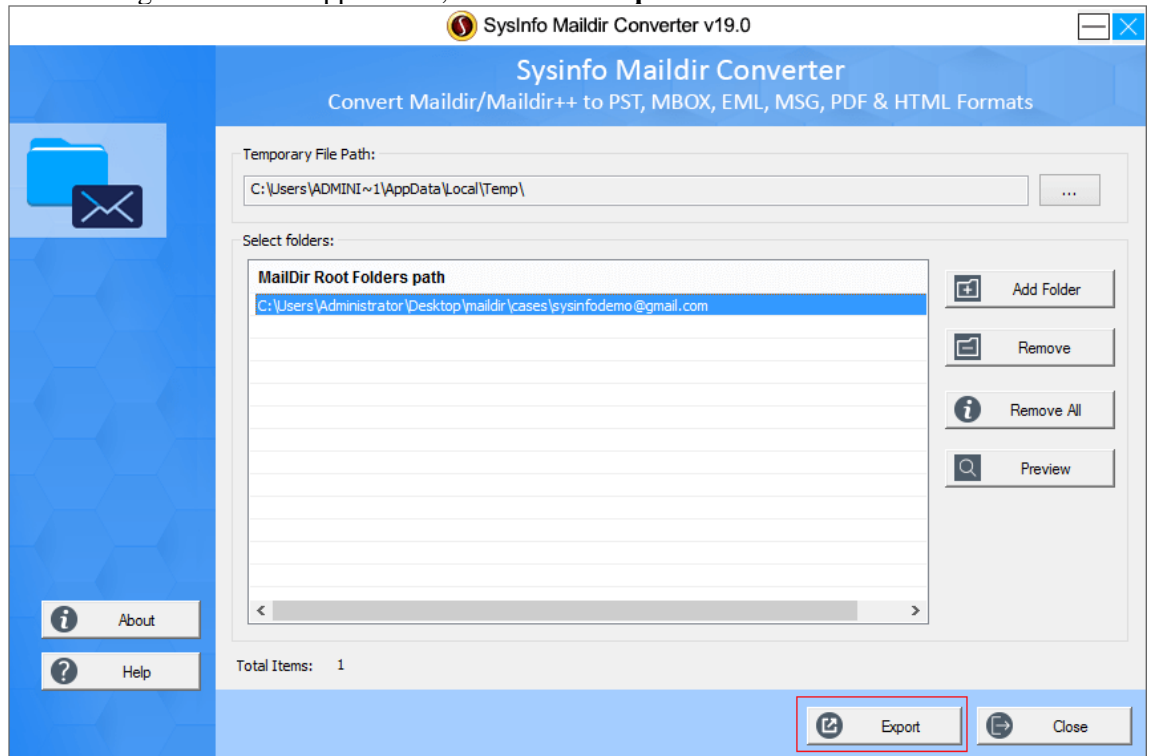 SysInfo Maildir Converter v19.0
Sysinfo Maildir Converter
Convert Maildir/Maildir++ to PST, MBOX, EML, MSG, PDF & HTML Formats
Temporary File Path:
C:\Users\ADMINI~1\AppData\Local\Temp\
...
Select folders:
MailDir Root Folders path
C:\Users\Administrator\Desktop\maildir\cases\sysinfodemo@gmail.com
Add Folder
Remove
Remove All
Preview
About
Help
Total Items: 1
Export
Close